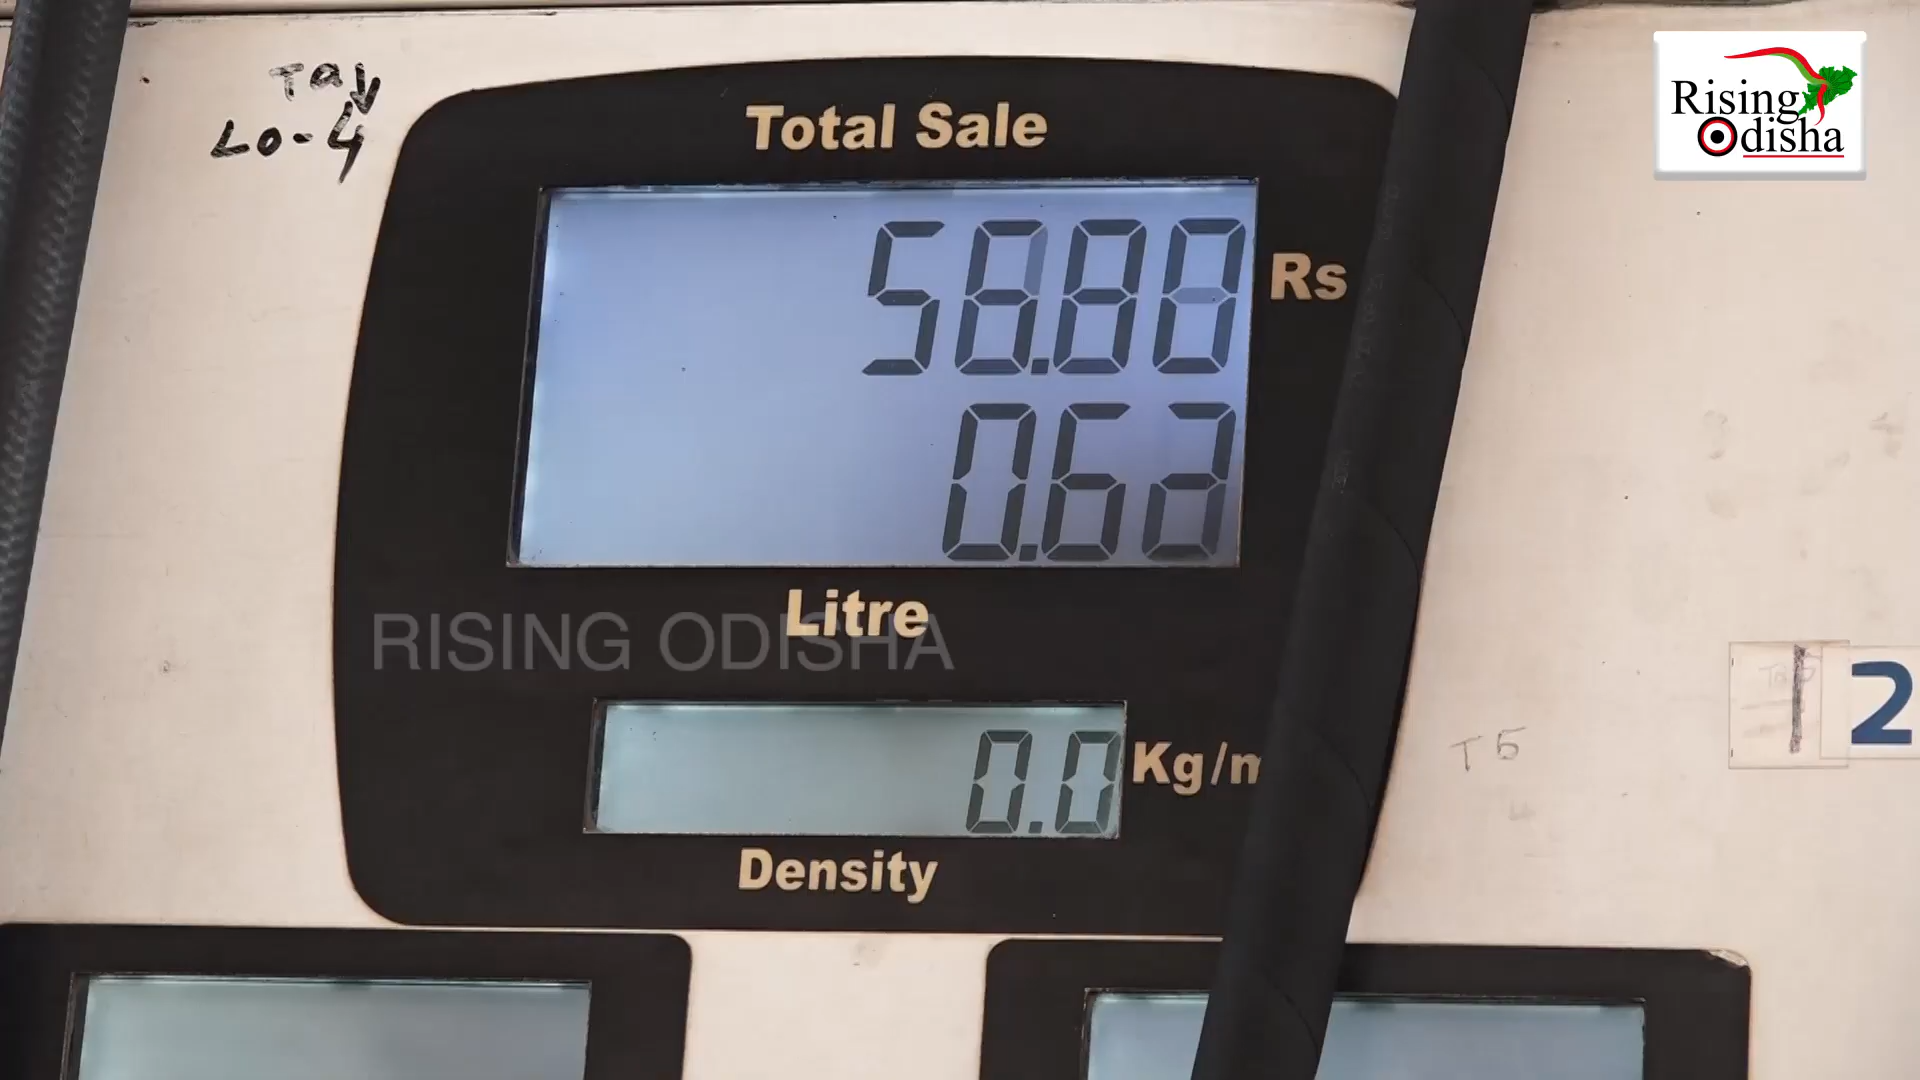 Tay
LO-4
Rising
Odisha
Total Sale
58.80 Rs
0.62
Litre
RISING ODISHA
0.0 Kg/m
Density
T5
1 2